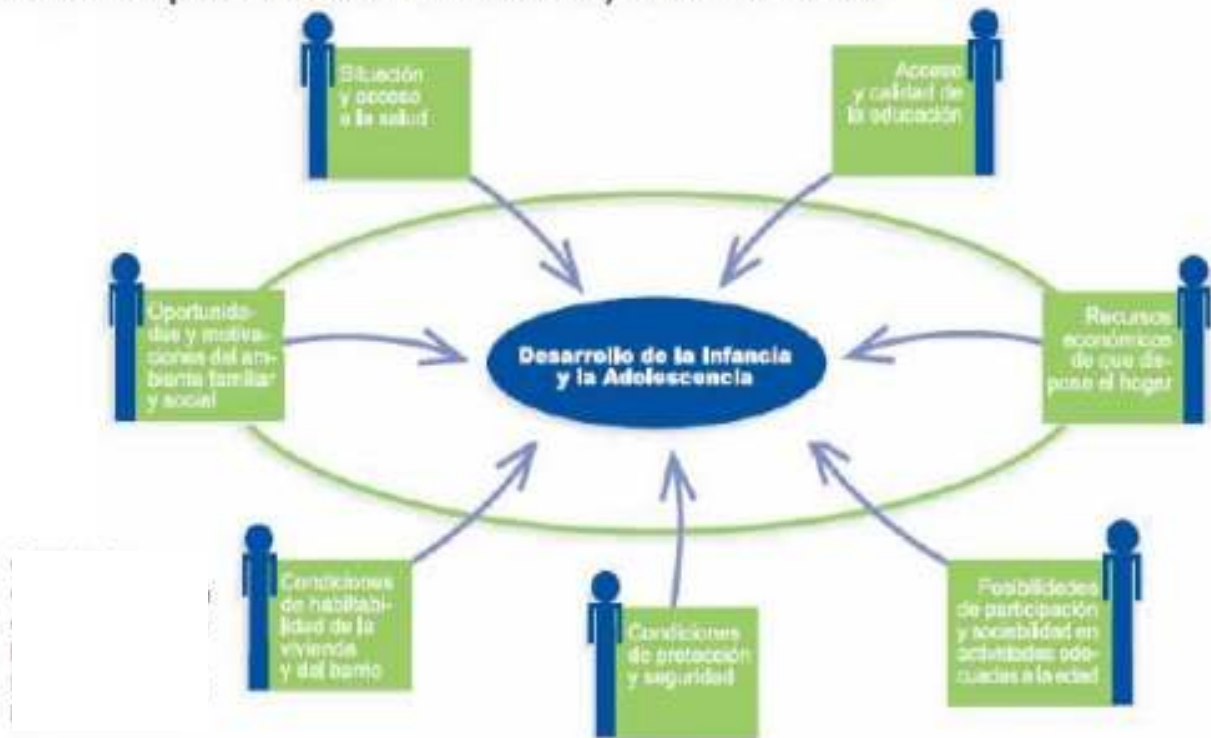 Situación
y acceso
a la salud
Acceso
y calidad de
la educación
Oportunida-
des y motiva-
ciones del am-
biente familiar
y social
Desarrollo de la Infancia
y la Adolescencia
Recursos
económicos
de que dis-
pone el hogar
Condiciones
de habitabi-
lidad de la
vivienda
y del barrio
Condiciones
de protección
y seguridad
Posibilidades
de participación
y sociabilidad en
actividades ade-
cuadas a la edad